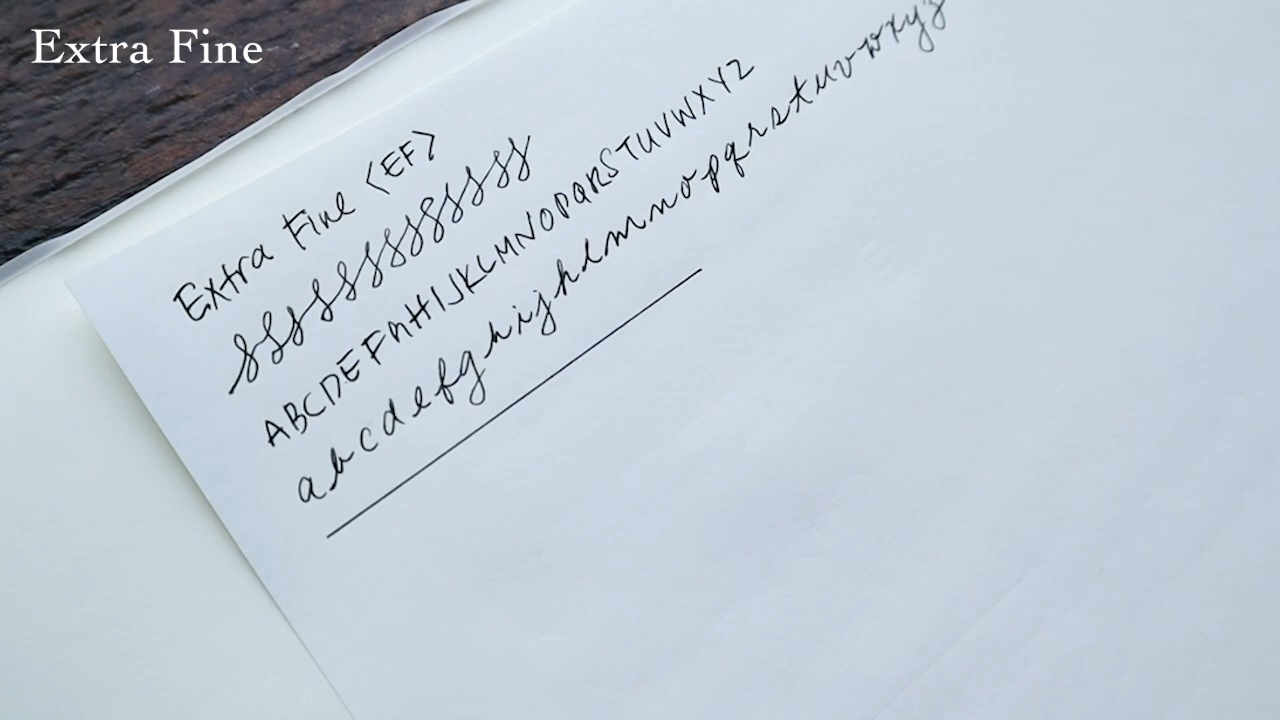 Extra Fine
Extra Fine <EF>
ABCDEFGHIJKLMNOPQRSTUVWXYZ
abcdefghijklmnopqrstuvwxyz